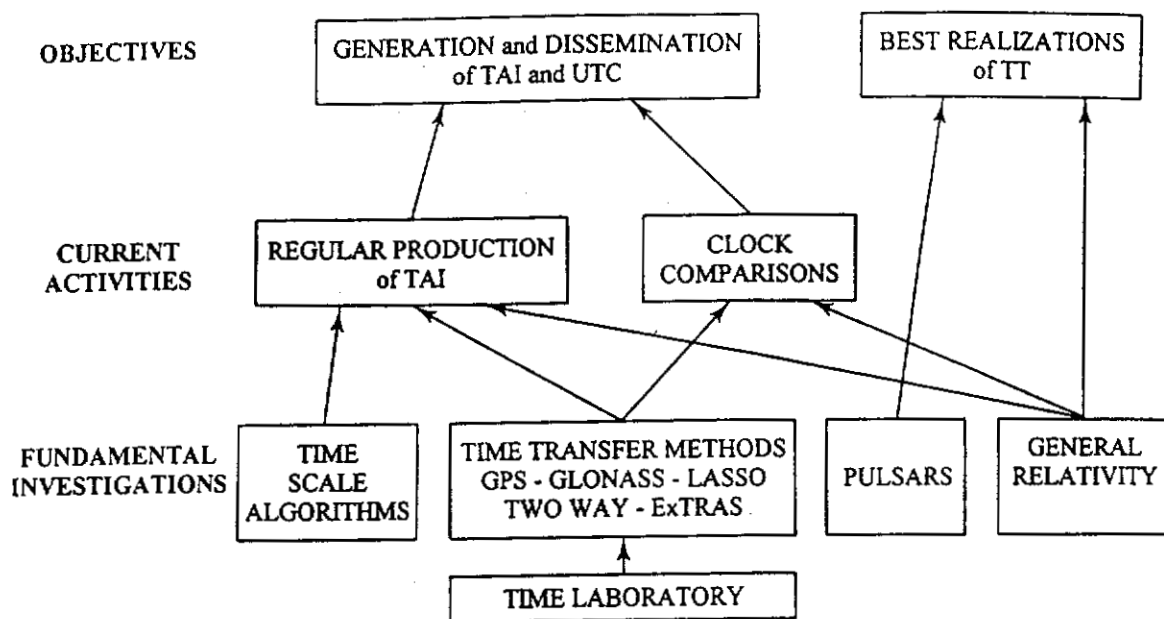 OBJECTIVES
GENERATION and DISSEMINATION
of TAI and UTC
BEST REALIZATIONS
of TT
CURRENT
ACTIVITIES
REGULAR PRODUCTION
of TAI
CLOCK
COMPARISONS
FUNDAMENTAL
INVESTIGATIONS
TIME
SCALE
ALGORITHMS
TIME TRANSFER METHODS
GPS - GLONASS - LASSO
TWO WAY - ExTRAS
PULSARS
GENERAL
RELATIVITY
TIME LABORATORY